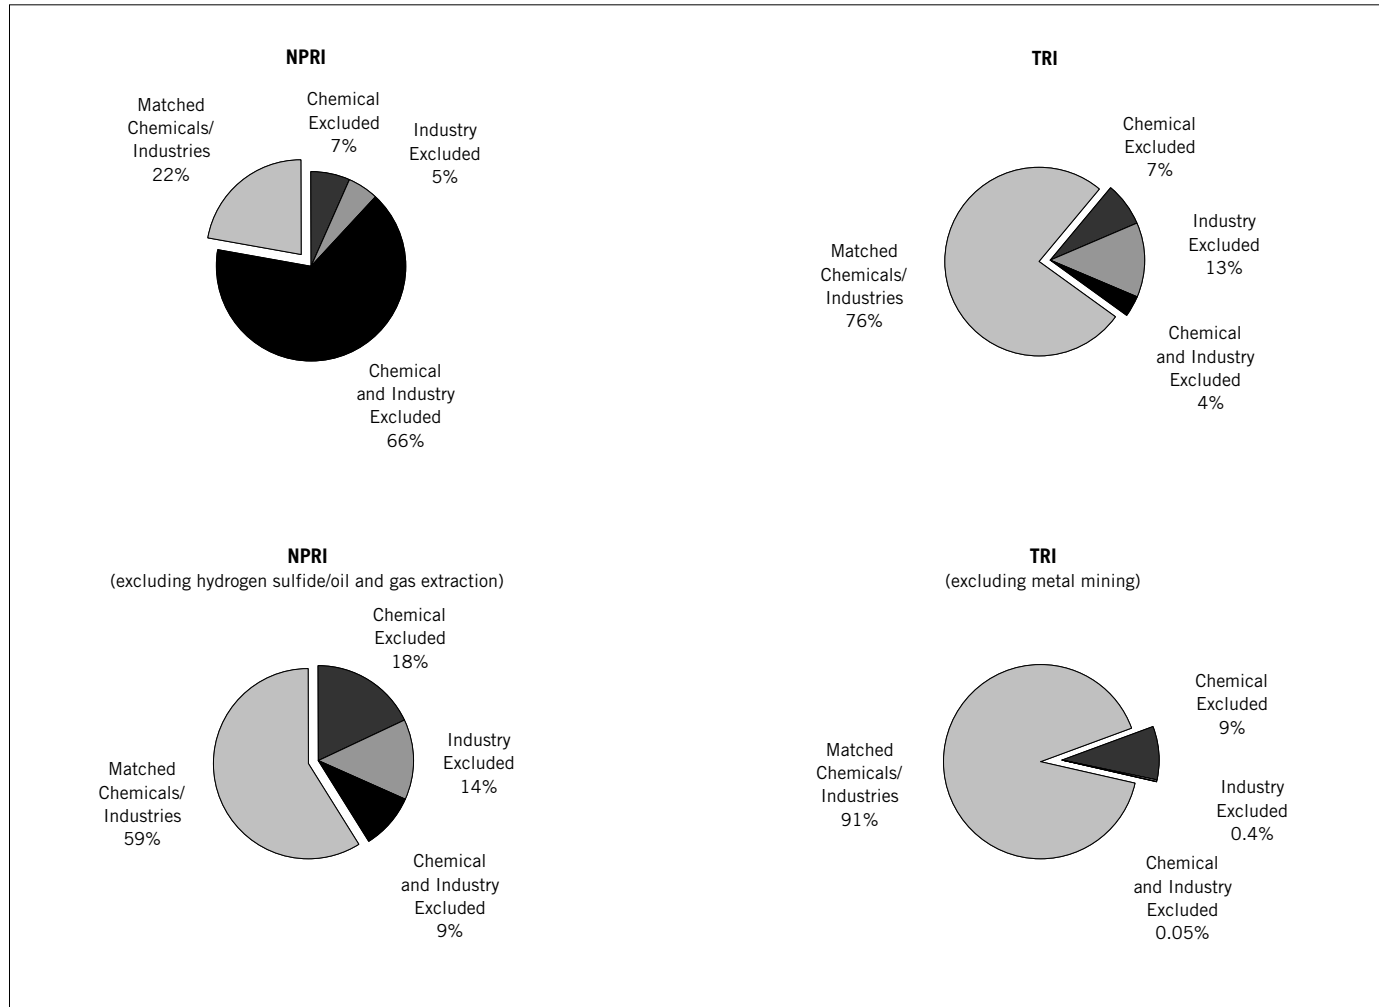 NPRI
Matched
Chemicals/
Industries
22%
Chemical
Excluded
7%
Industry
Excluded
5%
Chemical
and Industry
Excluded
66%
TRI
Chemical
Excluded
7%
Industry
Excluded
13%
Matched
Chemicals/
Industries
76%
Chemical
and Industry
Excluded
4%
NPRI
(excluding hydrogen sulfide/oil and gas extraction)
Chemical
Excluded
18%
Industry
Excluded
14%
Matched
Chemicals/
Industries
59%
Chemical
and Industry
Excluded
9%
TRI
(excluding metal mining)
Chemical
Excluded
9%
Matched
Chemicals/
Industries
91%
Industry
Excluded
0.4%
Chemical
and Industry
Excluded
0.05%